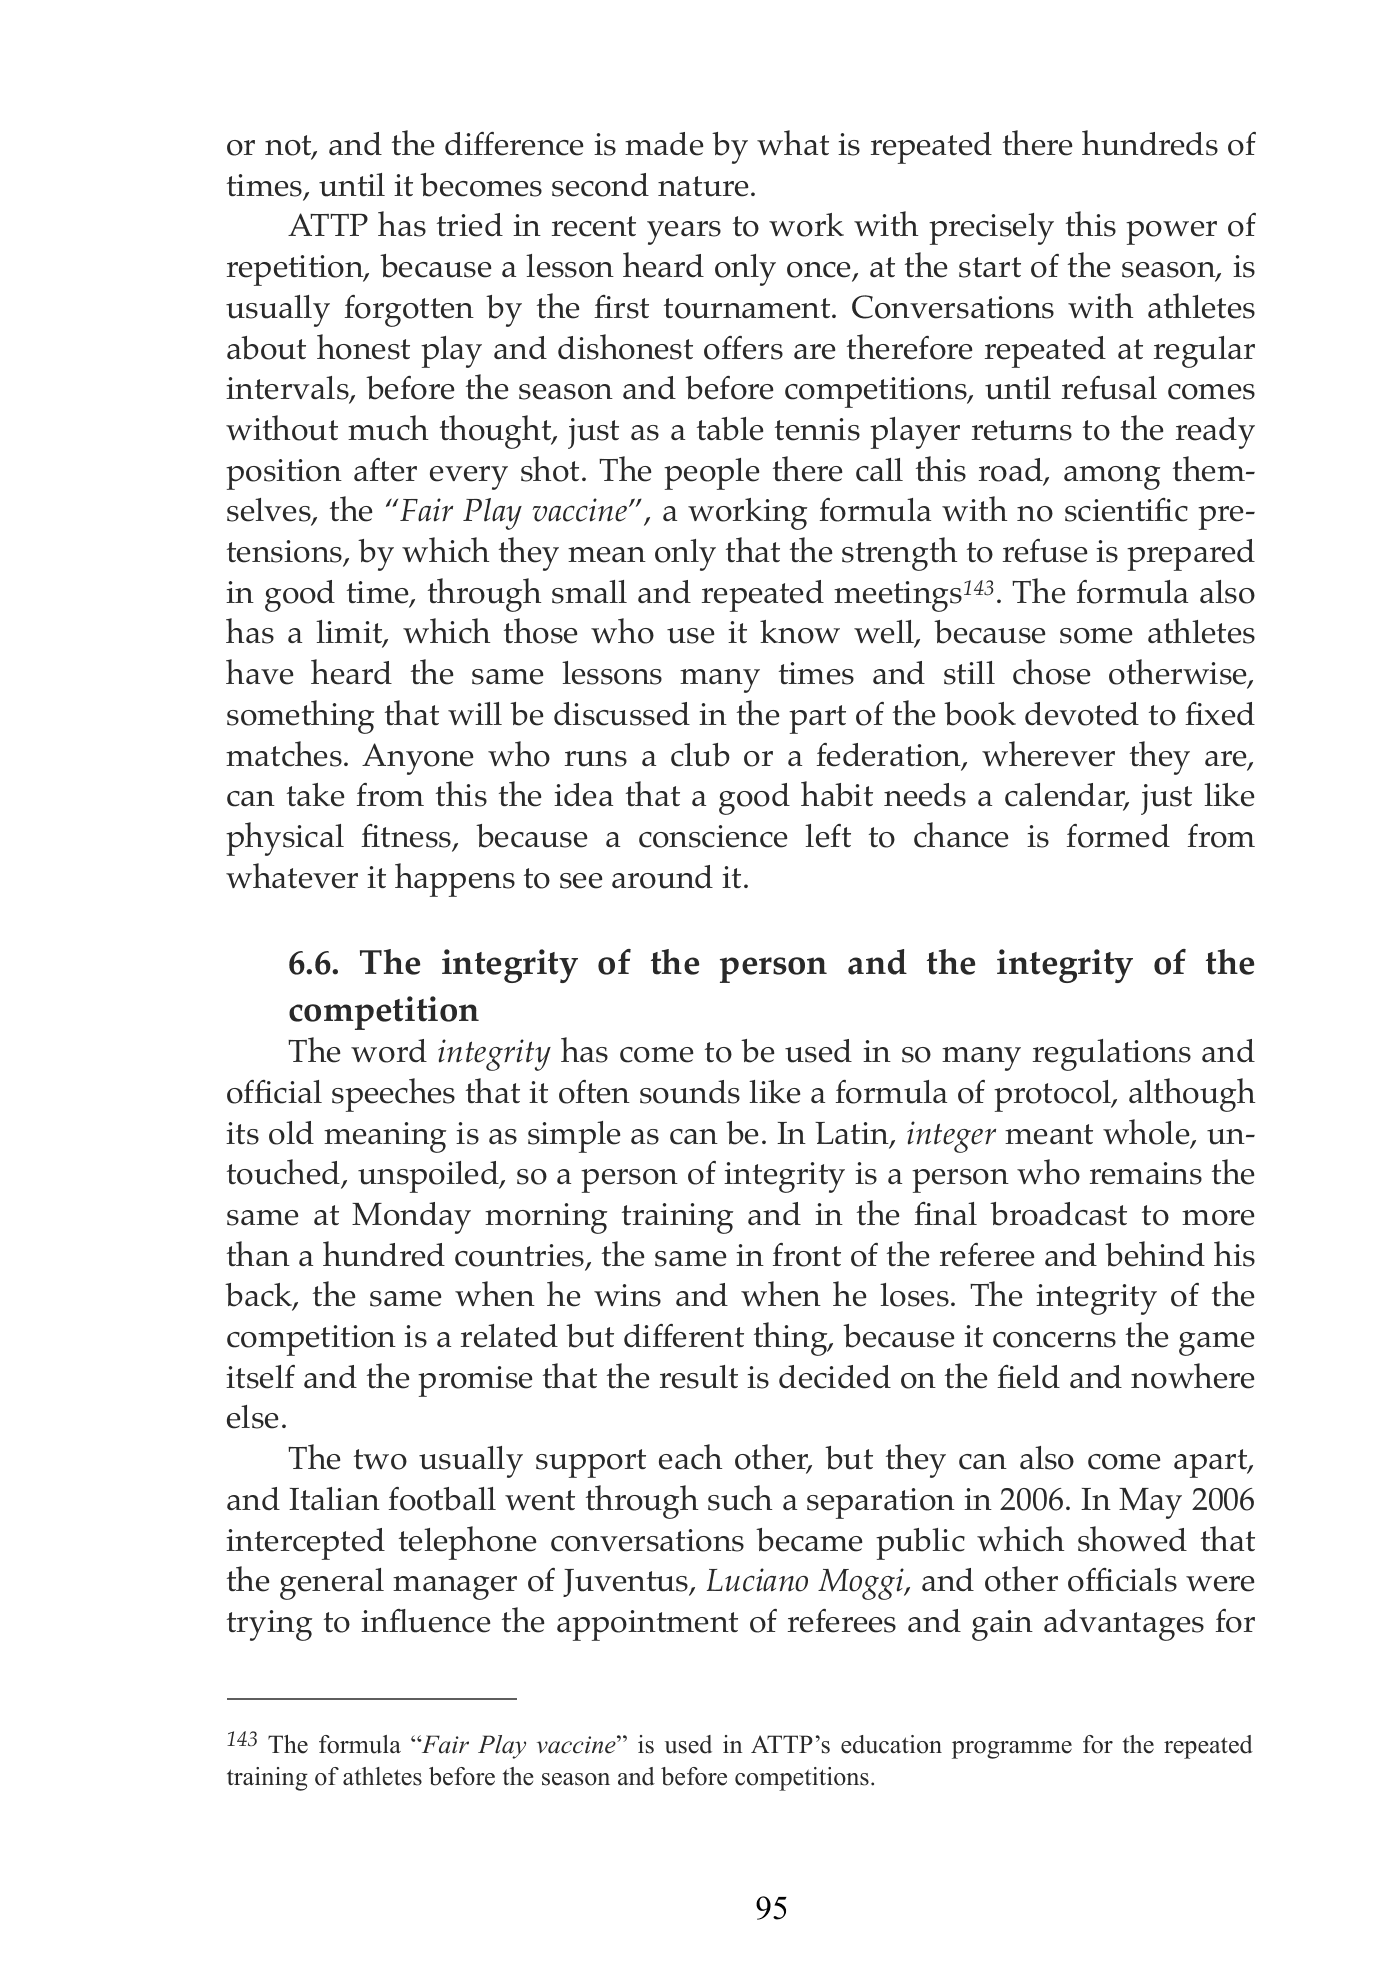 or not, and the difference is made by what is repeated there hundreds of
times, until it becomes second nature.
ATTP has tried in recent years to work with precisely this power of
repetition, because a lesson heard only once, at the start of the season, is
usually forgotten by the first tournament. Conversations with athletes
about honest play and dishonest offers are therefore repeated at regular
intervals, before the season and before competitions, until refusal comes
without much thought, just as a table tennis player returns to the ready
position after every shot. The people there call this road, among them-
selves, the “Fair Play vaccine”, a working formula with no scientific pre-
tensions, by which they mean only that the strength to refuse is prepared
in good time, through small and repeated meetings143. The formula also
has a limit, which those who use it know well, because some athletes
have heard the same lessons many times and still chose otherwise,
something that will be discussed in the part of the book devoted to fixed
matches. Anyone who runs a club or a federation, wherever they are,
can take from this the idea that a good habit needs a calendar, just like
physical fitness, because a conscience left to chance is formed from
whatever it happens to see around it.
6.6. The integrity of the person and the integrity of the
competition
The word integrity has come to be used in so many regulations and
official speeches that it often sounds like a formula of protocol, although
its old meaning is as simple as can be. In Latin, integer meant whole, un-
touched, unspoiled, so a person of integrity is a person who remains the
same at Monday morning training and in the final broadcast to more
than a hundred countries, the same in front of the referee and behind his
back, the same when he wins and when he loses. The integrity of the
competition is a related but different thing, because it concerns the game
itself and the promise that the result is decided on the field and nowhere
else.
The two usually support each other, but they can also come apart,
and Italian football went through such a separation in 2006. In May 2006
intercepted telephone conversations became public which showed that
the general manager of Juventus, Luciano Moggi, and other officials were
trying to influence the appointment of referees and gain advantages for
143 The formula “Fair Play vaccine” is used in ATTP’s education programme for the repeated
training of athletes before the season and before competitions.
95